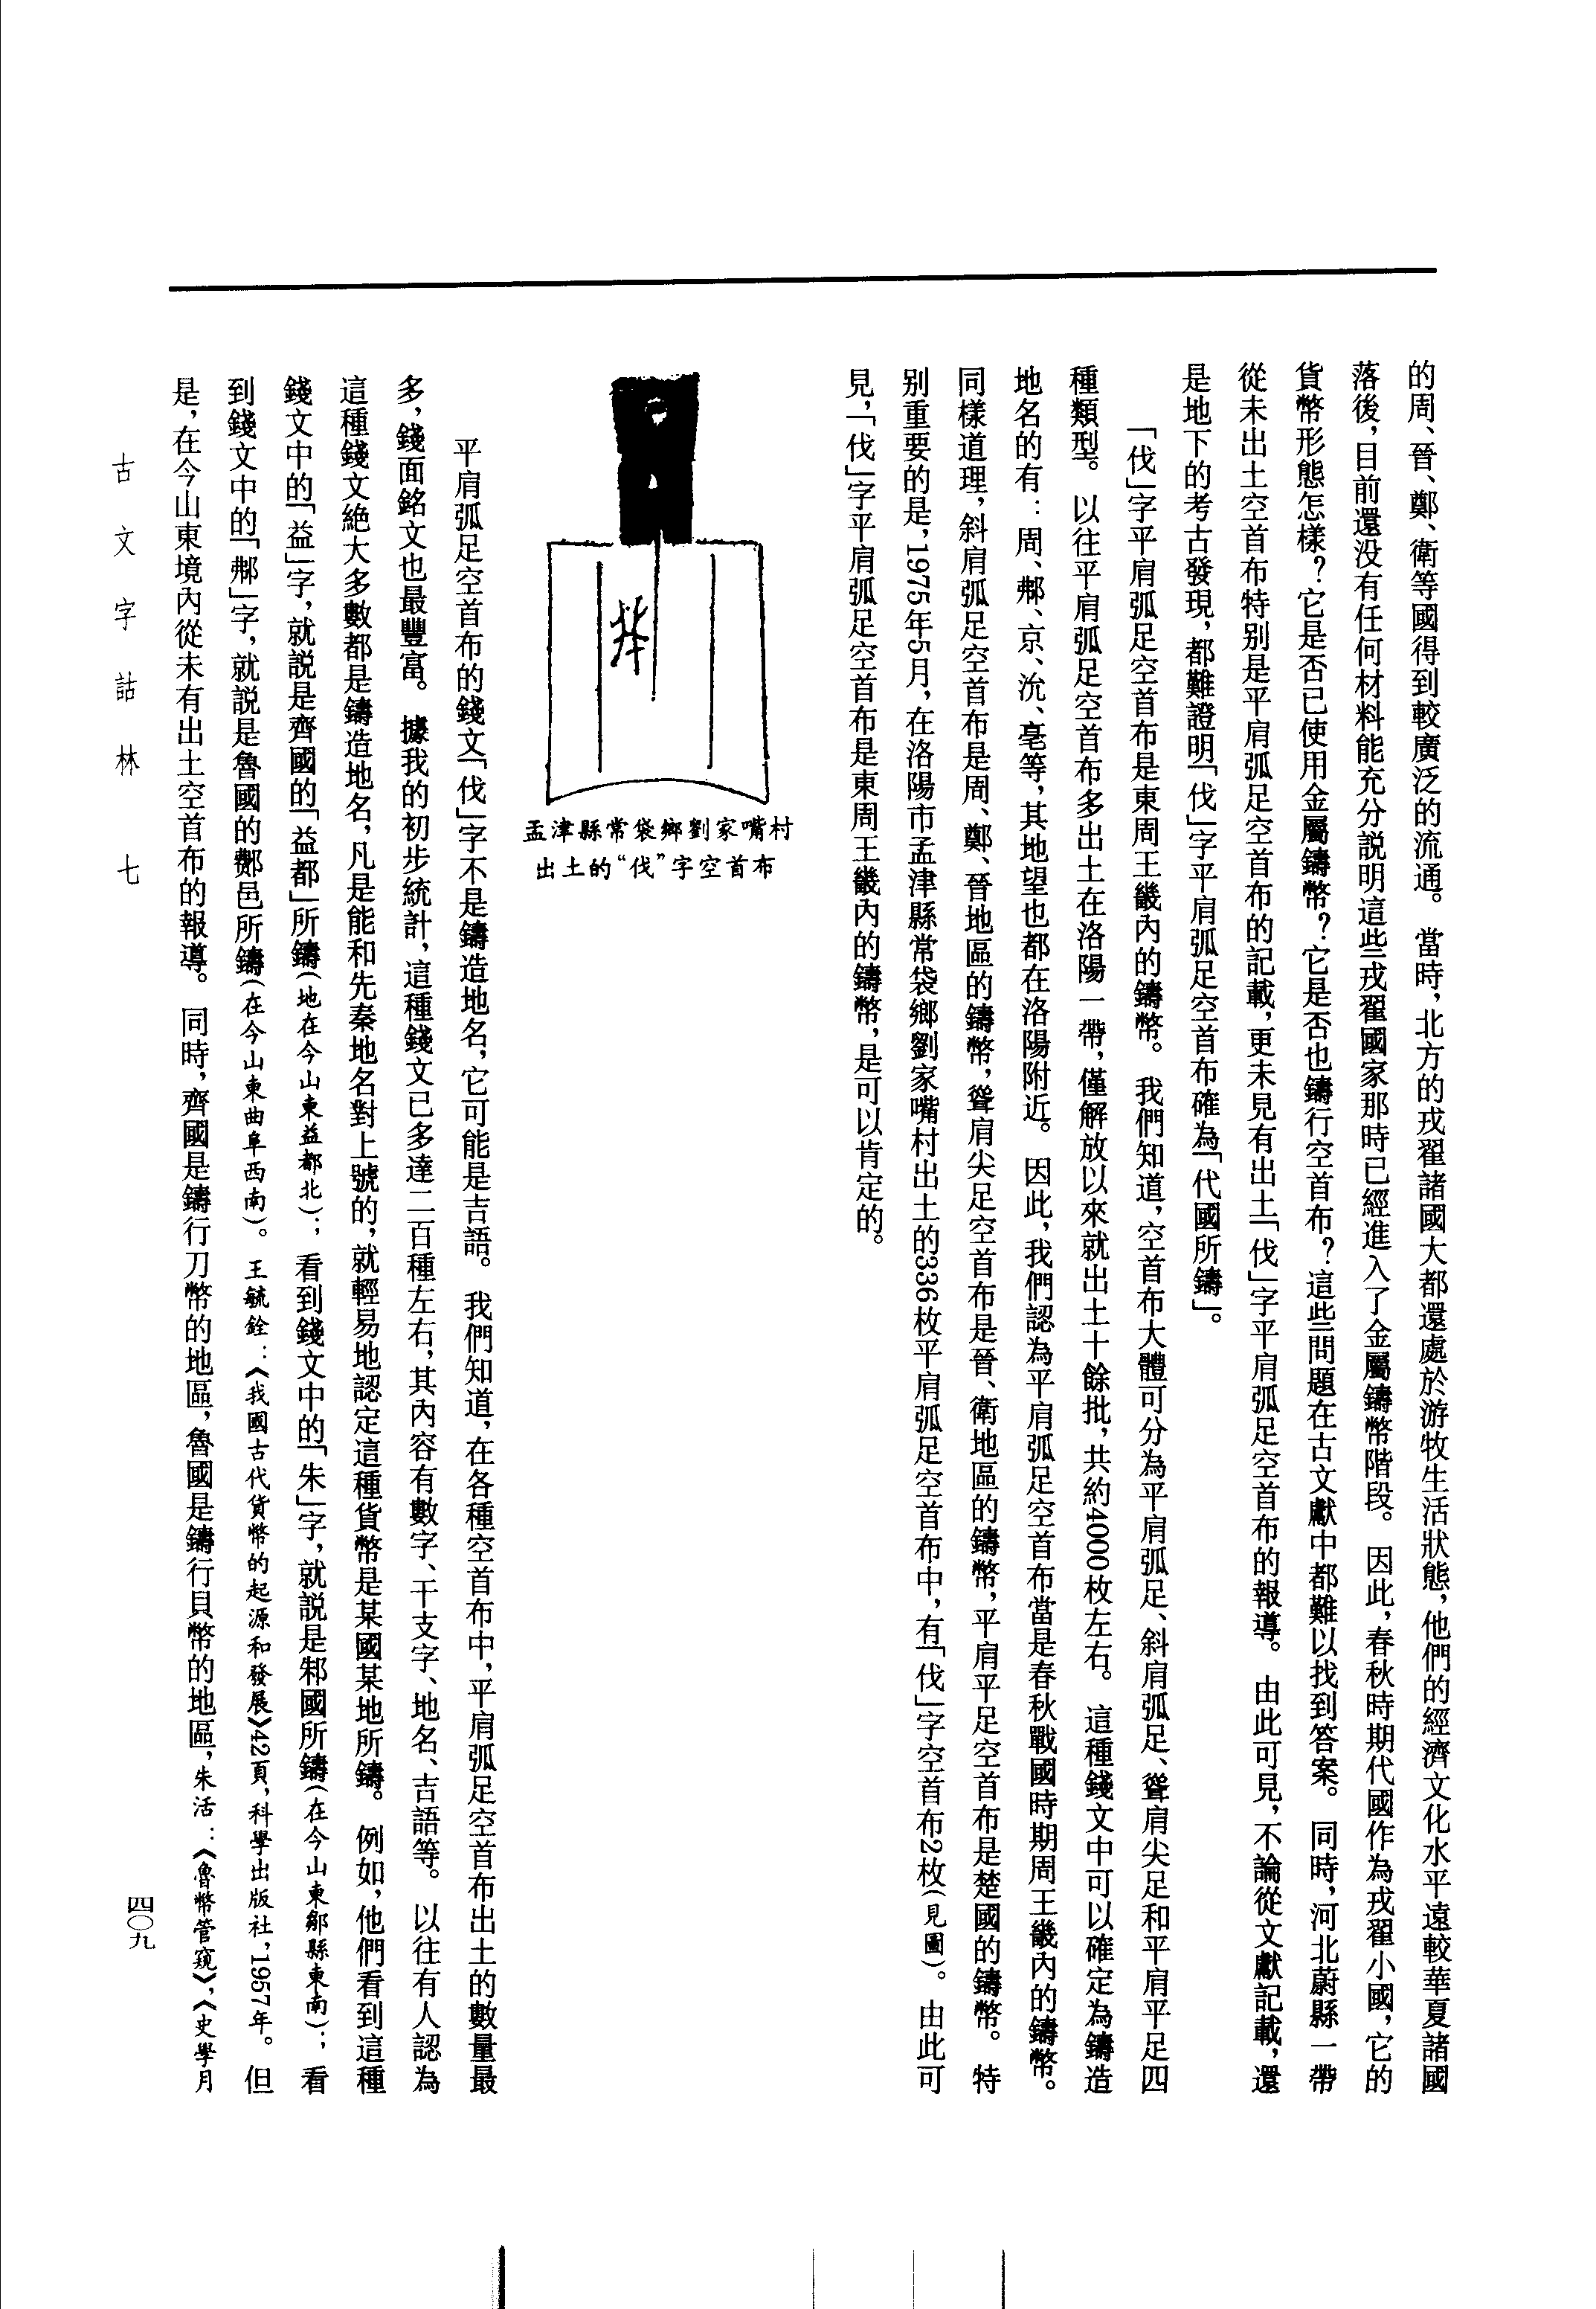 的周、晉、鄭、衛等國得到較廣泛的流通。當時，北方的戎翟諸國大都還處於游牧生活狀態，他們的經濟文化水平遠較華夏諸國
落後，目前還没有任何材料能充分説明這些戎翟國家那時已經進入了金屬鑄幣階段。因此，春秋時期代國作為戎翟小國，它的
貨幣形態怎樣？它是否已使用金屬鑄幣？它是否也鑄行空首布？這些問題在古文獻中都難以找到答案。同時，河北蔚縣一帶
從未出土空首布特别是平肩弧足空首布的記載，更未見有出土「伐」字平肩弧足空首布的報導。由此可見，不論從文獻記載，還
是地下的考古發現，都難證明「伐」字平肩弧足空首布確為「代國所鑄」。
「伐」字平肩弧足空首布是東周王畿内的鑄幣。我們知道，空首布大體可分為平肩弧足、斜肩弧足、聳肩尖足和平肩平足四
種類型。以往平肩弧足空首布多出土在洛陽一帶，僅解放以來就出土十餘批，共約4000枚左右。這種錢文中可以確定為鑄造
地名的有：周、鄁、京、沇、亳等，其地望也都在洛陽附近。因此，我們認為平肩弧足空首布當是春秋戰國時期周王畿内的鑄幣。
同樣道理，斜肩弧足空首布是周、鄭、晉地區的鑄幣，聳肩尖足空首布是晉、衛地區的鑄幣，平肩平足空首布是楚國的鑄幣。特
别重要的是，1975年5月，在洛陽市孟津縣常袋鄉劉家嘴村出土的336枚平肩弧足空首布中，有「伐」字空首布2枚（見圖）。由此可
見，「伐」字平肩弧足空首布是東周王畿内的鑄幣，是可以肯定的。
孟津縣常袋鄉劉家嘴村
出土的“伐”字空首布
平肩弧足空首布的錢文「伐」字不是鑄造地名，它可能是吉語。我們知道，在各種空首布中，平肩弧足空首布出土的數量最
多，錢面銘文也最豐富。據我的初步統計，這種錢文已多達二百種左右，其内容有數字、干支字、地名、吉語等。以往有人認為
這種錢文絶大多數都是鑄造地名，凡是能和先秦地名對上號的，就輕易地認定這種貨幣是某國某地所鑄。例如，他們看到這種
錢文中的「益」字，就説是齊國的「益都」所鑄（地在今山東益都北）；看到錢文中的「朱」字，就説是邾國所鑄（在今山東鄒縣東南）；看
到錢文中的「鄁」字，就説是魯國的鄪邑所鑄（在今山東曲阜西南）。王毓銓：《我國古代貨幣的起源和發展》42頁，科學出版社，1957年。但
是，在今山東境内從未有出土空首布的報導。同時，齊國是鑄行刀幣的地區，魯國是鑄行貝幣的地區，朱活：《魯幣管窺》，《史學月
古文字詁林 七
四〇九